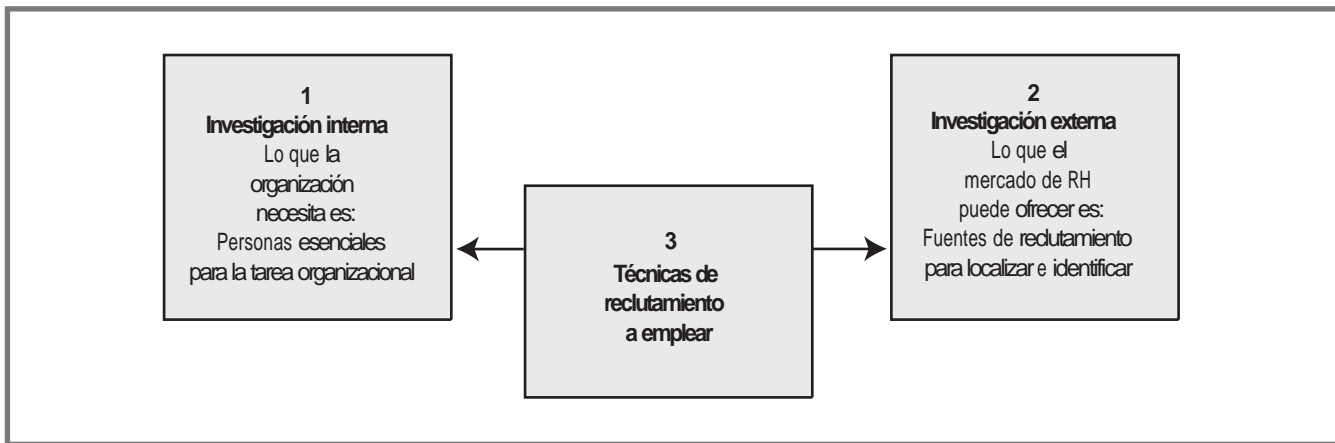 1
Investigación interna
Lo que la
organización
necesita es:
Personas esenciales
para la tarea organizacional
2
Investigación externa
Lo que el
mercado de RH
puede ofrecer es:
Fuentes de reclutamiento
para localizar e identificar
3
Técnicas de
reclutamiento
a emplear